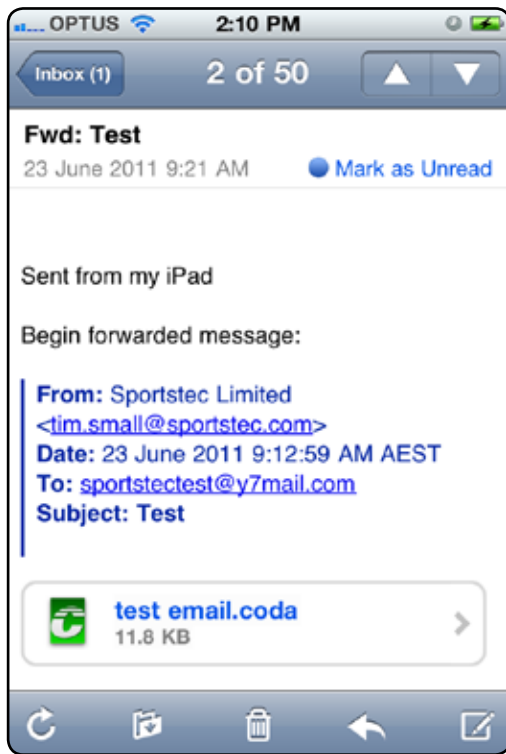 OPTUS 2:10 PM
Inbox (1) 2 of 50
Fwd: Test
23 June 2011 9:21 AM Mark as Unread
Sent from my iPad
Begin forwarded message:
From: Sportstec Limited
<tim.small@sportstec.com>
Date: 23 June 2011 9:12:59 AM AEST
To: sportstectest@y7mail.com
Subject: Test
test email.coda
11.8 KB